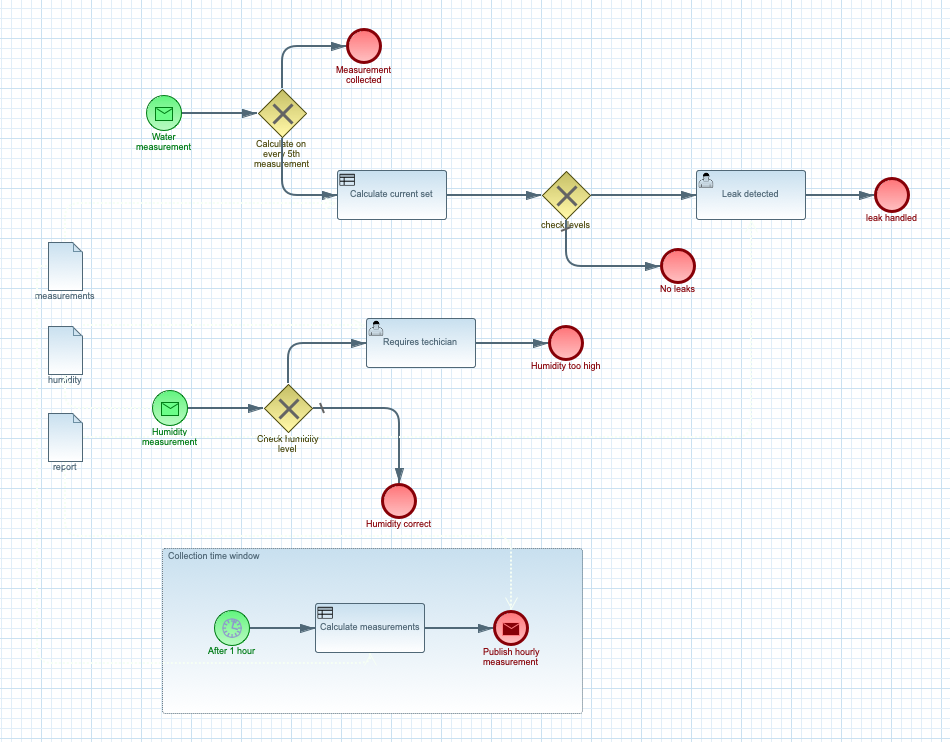 Measurement
collected
Water
measurement
Calculate on
every 5th
measurement
Calculate current set
check levels
Leak detected
leak handled
No leaks
measurements
humidity
report
Requires techician
Humidity too high
Humidity
measurement
Check humidity
level
Humidity correct
Collection time window
After 1 hour
Calculate measurements
Publish hourly
measurement